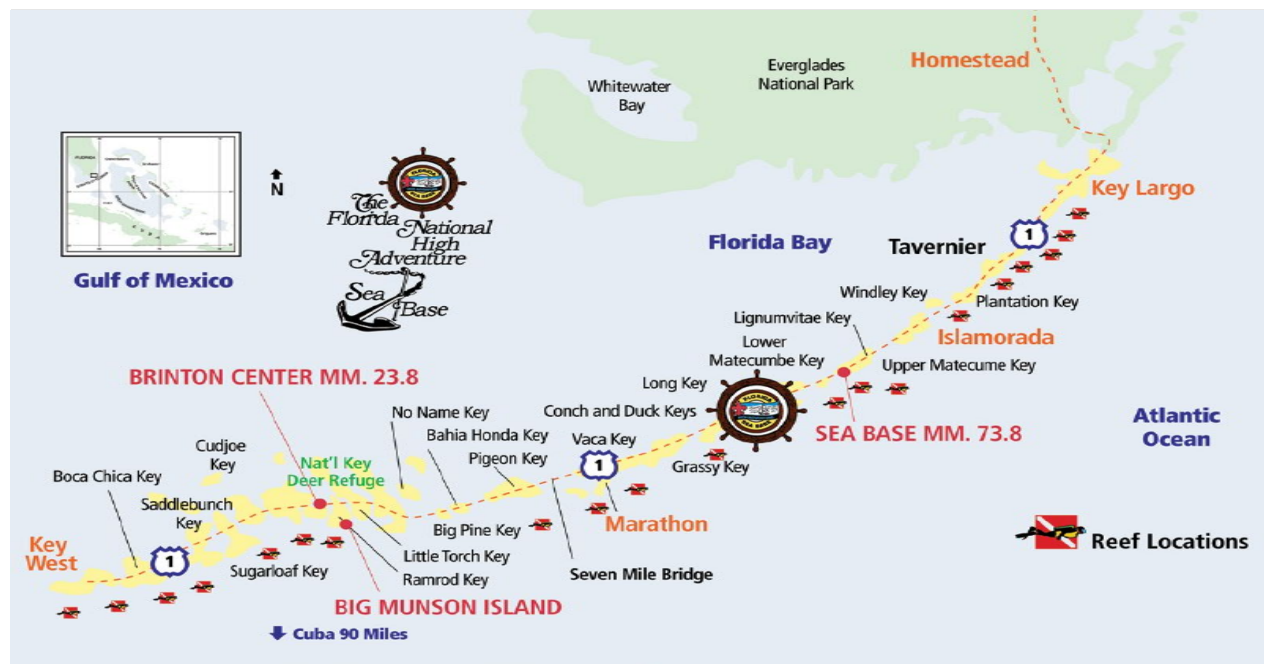 Homestead
Everglades
National Park
Whitewater
Bay
FLORIDA
N
Key Largo
The
Florida
National
High
Adventure
Sea
Base
1
Florida Bay
Tavernier
Gulf of Mexico
Windley Key
Plantation Key
Lignumvitae Key
Islamorada
Lower
Matecumbe Key
Upper Matecume Key
BRINTON CENTER MM. 23.8
Long Key
FLORIDA
SEA BASE
No Name Key
Conch and Duck Keys
Atlantic
Ocean
SEA BASE MM. 73.8
Bahia Honda Key
Vaca Key
Cudjoe
Key
Nat'l Key
Deer Refuge
Pigeon Key
1
Grassy Key
Boca Chica Key
Saddlebunch
Key
Big Pine Key
Marathon
Reef Locations
Key
West
1
Little Torch Key
Sugarloaf Key
Ramrod Key
Seven Mile Bridge
BIG MUNSON ISLAND
Cuba 90 Miles